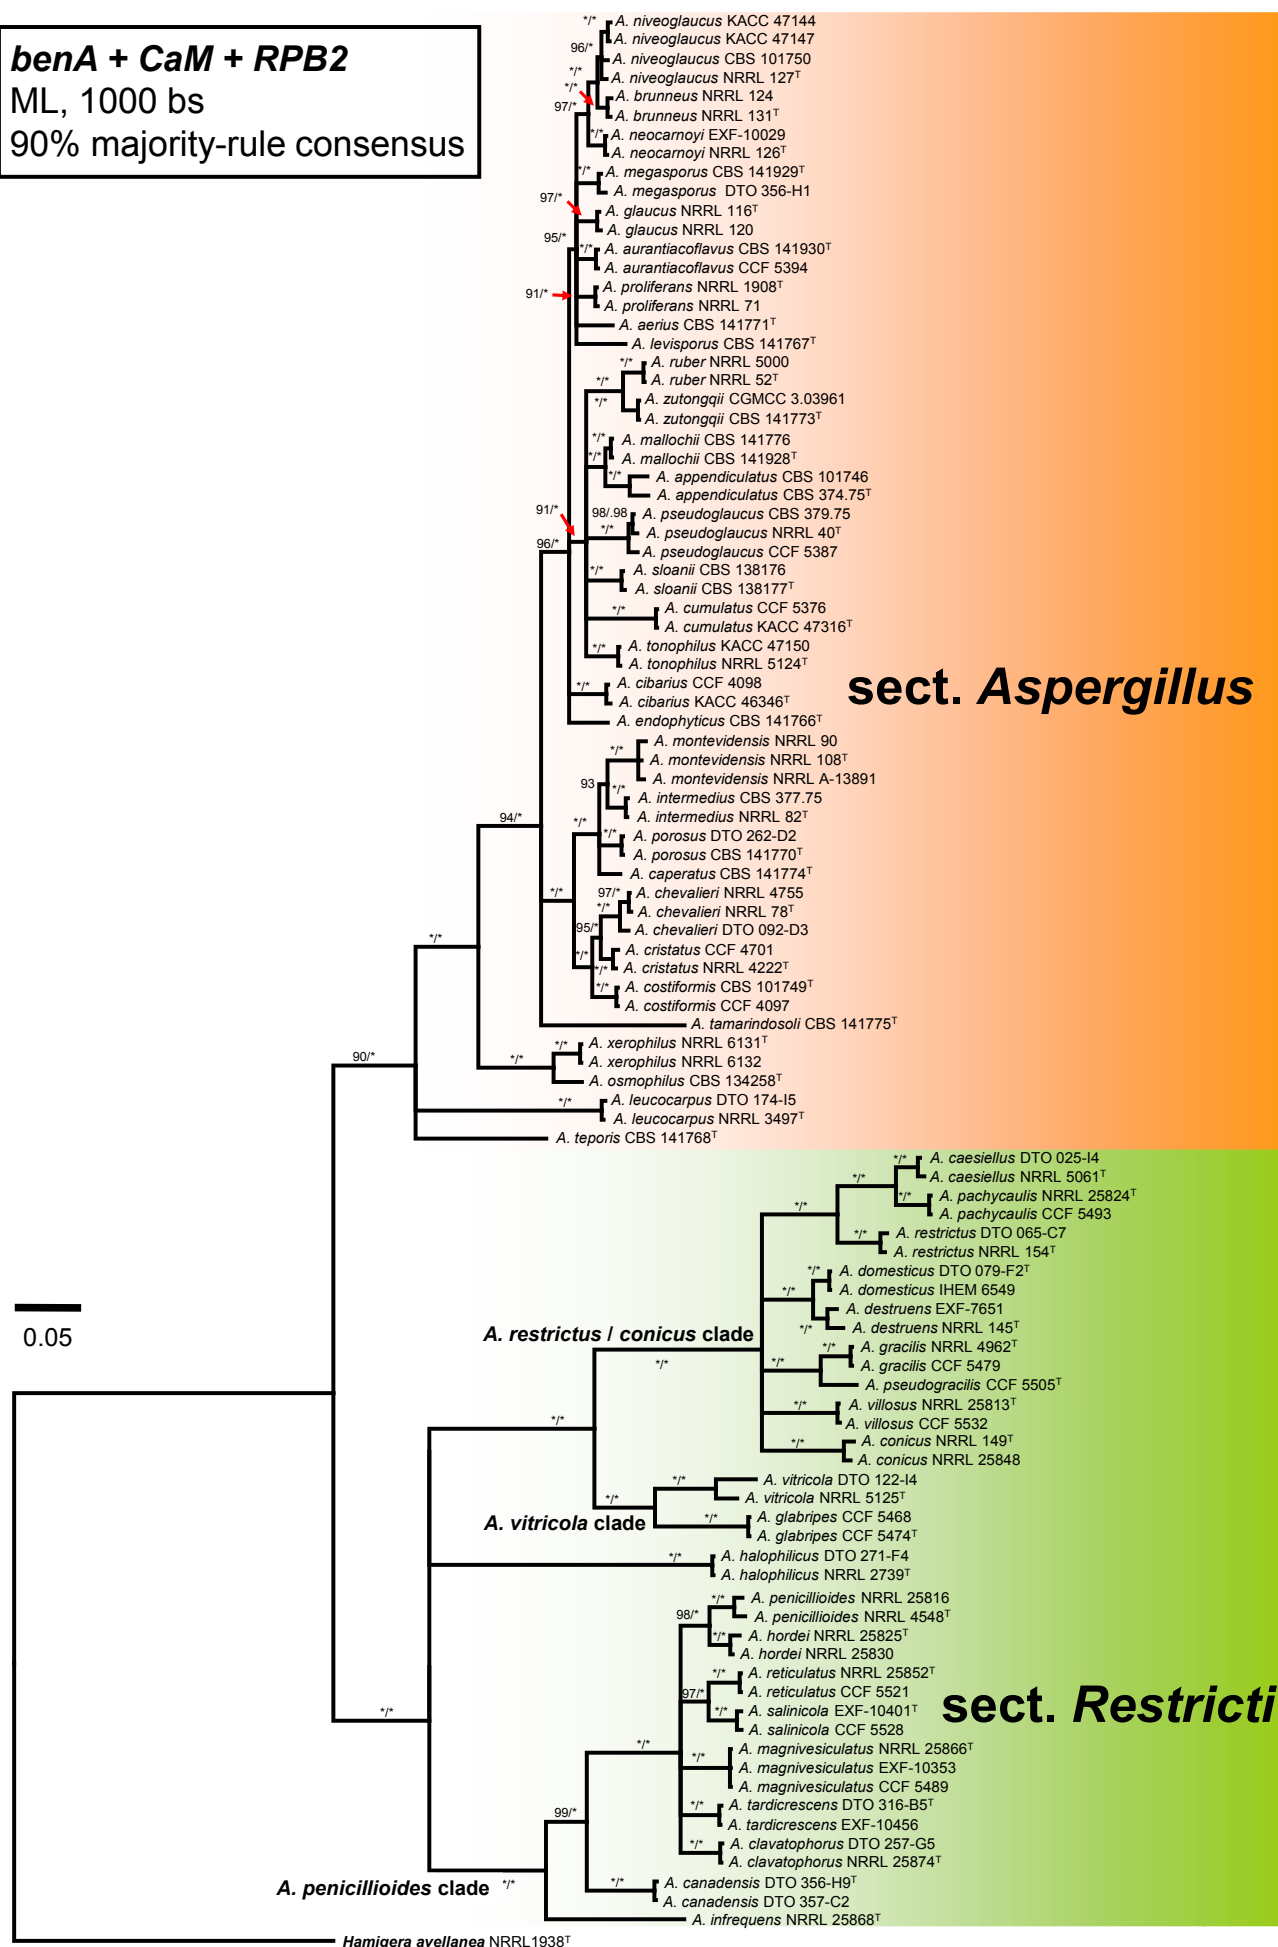 benA + CaM + RPB2
ML, 1000 bs
90% majority-rule consensus
*/* A. niveoglaucus KACC 47144
A. niveoglaucus KACC 47147
96/*
A. niveoglaucus CBS 101750
*/* A. niveoglaucus NRRL 127ᵀ
*/* A. brunneus NRRL 124
97/* A. brunneus NRRL 131ᵀ
*/* A. neocarnoyi EXF-10029
A. neocarnoyi NRRL 126ᵀ
*/* A. megasporus CBS 141929ᵀ
A. megasporus DTO 356-H1
97/*
A. glaucus NRRL 116ᵀ
A. glaucus NRRL 120
95/*
*/* A. aurantiacoflavus CBS 141930ᵀ
A. aurantiacoflavus CCF 5394
A. proliferans NRRL 1908ᵀ
91/*
A. proliferans NRRL 71
A. aerius CBS 141771ᵀ
A. levisporus CBS 141767ᵀ
*/* A. ruber NRRL 5000
*/* A. ruber NRRL 52ᵀ
*/* A. zutongqii CGMCC 3.03961
A. zutongqii CBS 141773ᵀ
*/* A. mallochii CBS 141776
*/* A. mallochii CBS 141928ᵀ
*/* A. appendiculatus CBS 101746
A. appendiculatus CBS 374.75ᵀ
91/* 98/.98 A. pseudoglaucus CBS 379.75
*/* A. pseudoglaucus NRRL 40ᵀ
96/* A. pseudoglaucus CCF 5387
*/* A. sloanii CBS 138176
A. sloanii CBS 138177ᵀ
*/* A. cumulatus CCF 5376
A. cumulatus KACC 47316ᵀ
*/* A. tonophilus KACC 47150
A. tonophilus NRRL 5124ᵀ
*/* A. cibarius CCF 4098
A. cibarius KACC 46346ᵀ
sect. Aspergillus
A. endophyticus CBS 141766ᵀ
*/* A. montevidensis NRRL 90
A. montevidensis NRRL 108ᵀ
93 A. montevidensis NRRL A-13891
*/* A. intermedius CBS 377.75
94/* */* A. intermedius NRRL 82ᵀ
*/* A. porosus DTO 262-D2
A. porosus CBS 141770ᵀ
A. caperatus CBS 141774ᵀ
*/* 97/* A. chevalieri NRRL 4755
*/* A. chevalieri NRRL 78ᵀ
95/* A. chevalieri DTO 092-D3
*/* */* A. cristatus CCF 4701
*/* A. cristatus NRRL 4222ᵀ
*/* A. costiformis CBS 101749ᵀ
A. costiformis CCF 4097
A. tamarindosoli CBS 141775ᵀ
*/* A. xerophilus NRRL 6131ᵀ
90/* */* A. xerophilus NRRL 6132
A. osmophilus CBS 134258ᵀ
*/* A. leucocarpus DTO 174-I5
A. leucocarpus NRRL 3497ᵀ
A. teporis CBS 141768ᵀ
*/* A. caesiellus DTO 025-I4
*/* A. caesiellus NRRL 5061ᵀ
*/* A. pachycaulis NRRL 25824ᵀ
*/* A. pachycaulis CCF 5493
*/* A. restrictus DTO 065-C7
A. restrictus NRRL 154ᵀ
*/* A. domesticus DTO 079-F2ᵀ
*/* A. domesticus IHEM 6549
A. destruens EXF-7651
*/* A. destruens NRRL 145ᵀ
0.05
A. restrictus / conicus clade
*/* A. gracilis NRRL 4962ᵀ
*/* */* A. gracilis CCF 5479
A. pseudogracilis CCF 5505ᵀ
*/* A. villosus NRRL 25813ᵀ
*/* A. villosus CCF 5532
*/* A. conicus NRRL 149ᵀ
A. conicus NRRL 25848
*/* A. vitricola DTO 122-I4
*/* A. vitricola NRRL 5125ᵀ
A. vitricola clade
*/* A. glabripes CCF 5468
A. glabripes CCF 5474ᵀ
*/* A. halophilicus DTO 271-F4
A. halophilicus NRRL 2739ᵀ
*/* A. penicillioides NRRL 25816
98/* A. penicillioides NRRL 4548ᵀ
*/* A. hordei NRRL 25825ᵀ
A. hordei NRRL 25830
*/* A. reticulatus NRRL 25852ᵀ
97/* A. reticulatus CCF 5521
*/* */* A. salinicola EXF-10401ᵀ
A. salinicola CCF 5528
sect. Restricti
*/* */* A. magnivesiculatus NRRL 25866ᵀ
A. magnivesiculatus EXF-10353
A. magnivesiculatus CCF 5489
99/* */* A. tardicrescens DTO 316-B5ᵀ
A. tardicrescens EXF-10456
*/* A. clavatophorus DTO 257-G5
A. clavatophorus NRRL 25874ᵀ
A. penicillioides clade */*
*/* A. canadensis DTO 356-H9ᵀ
A. canadensis DTO 357-C2
A. infrequens NRRL 25868ᵀ
Hamigera avellanea NRRL1938ᵀ